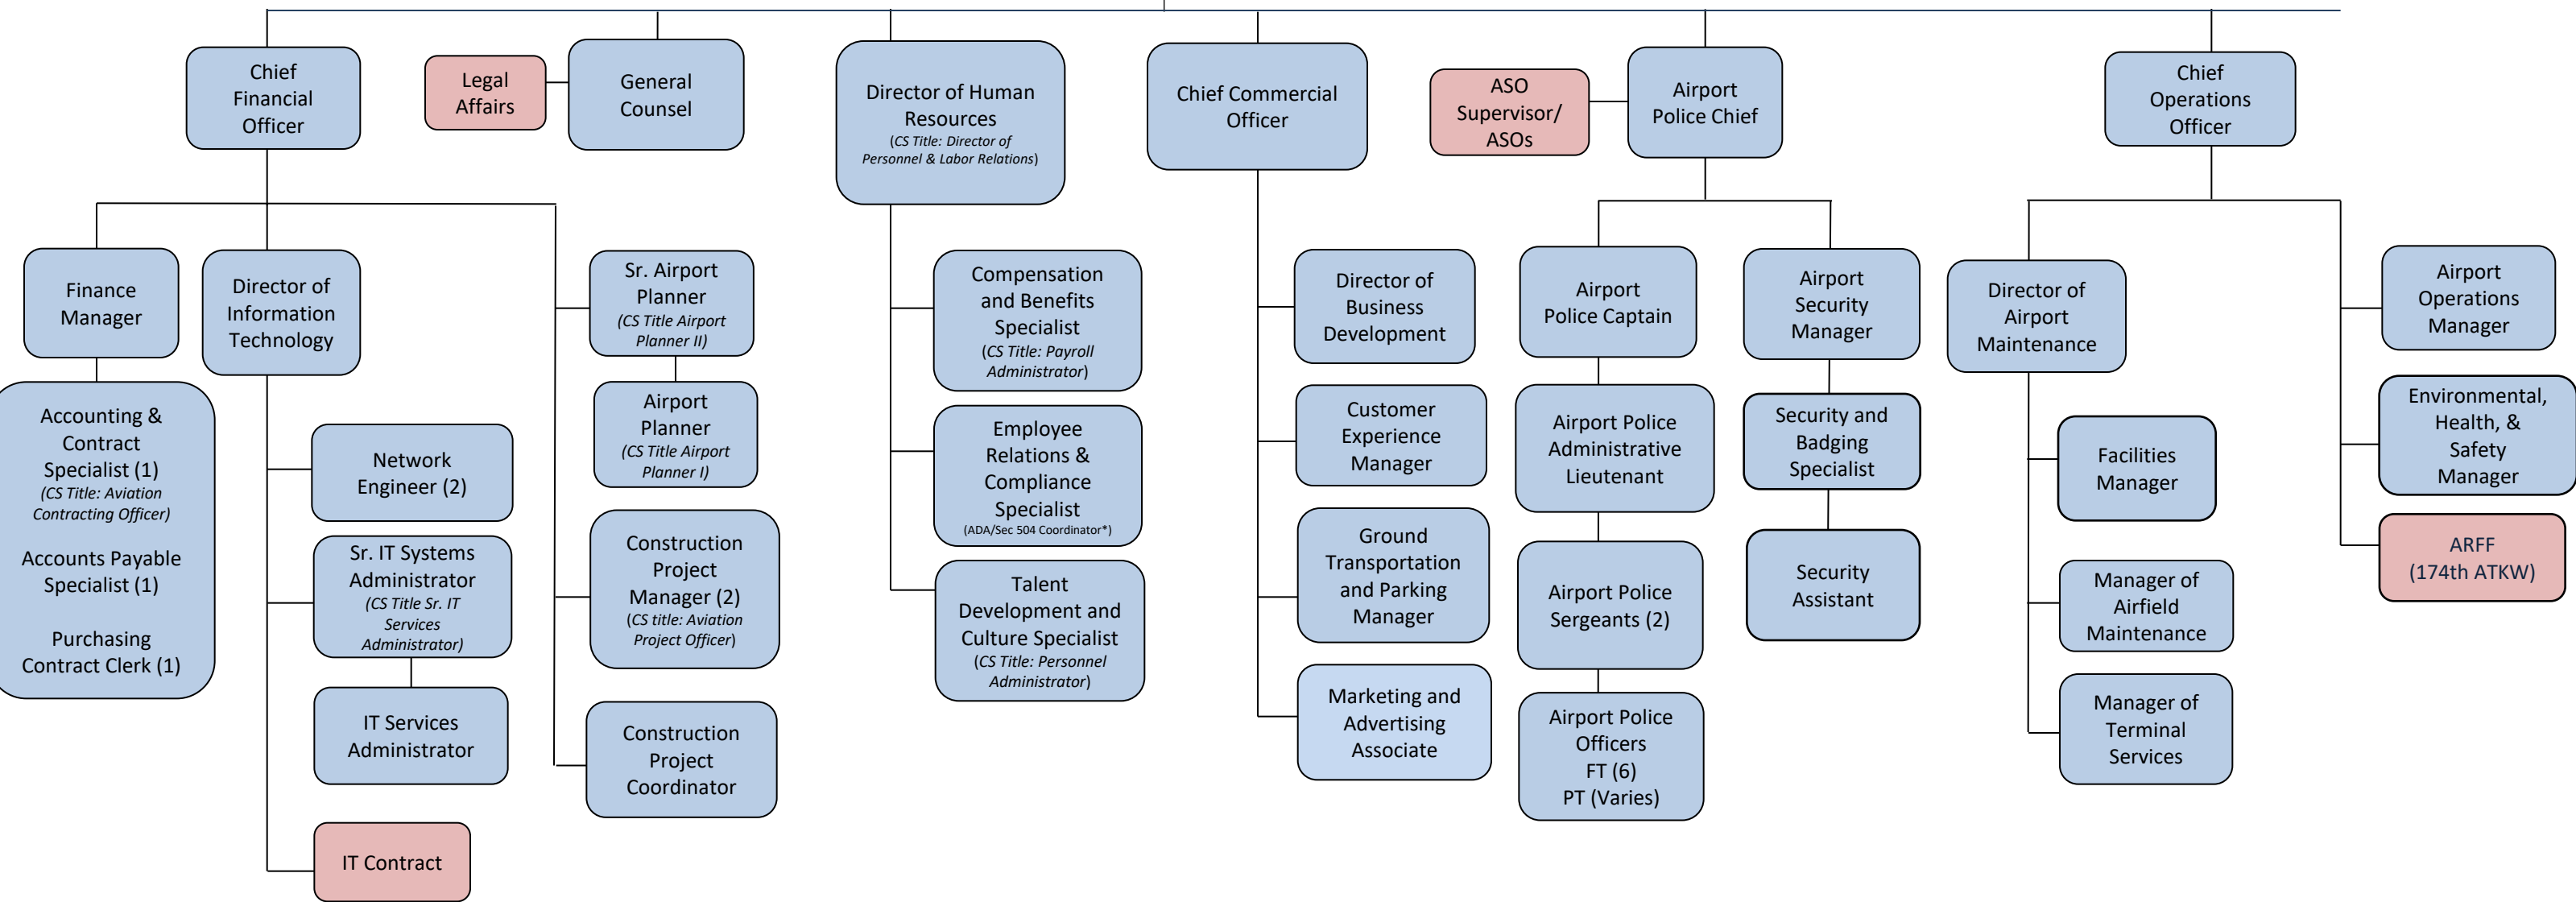 Chief
Financial
Officer
Legal
Affairs
General
Counsel
Director of Human
Resources
(CS Title: Director of
Personnel & Labor Relations)
Chief Commercial
Officer
ASO
Supervisor/
ASOs
Airport
Police Chief
Chief
Operations
Officer
Finance
Manager
Accounting &
Contract
Specialist (1)
(CS Title: Aviation
Contracting Officer)
Accounts Payable
Specialist (1)
Purchasing
Contract Clerk (1)
Director of
Information
Technology
Network
Engineer (2)
Sr. IT Systems
Administrator
(CS Title Sr. IT
Services
Administrator)
IT Services
Administrator
IT Contract
Sr. Airport
Planner
(CS Title Airport
Planner II)
Airport
Planner
(CS Title Airport
Planner I)
Construction
Project
Manager (2)
(CS title: Aviation
Project Officer)
Construction
Project
Coordinator
Compensation
and Benefits
Specialist
(CS Title: Payroll
Administrator)
Employee
Relations &
Compliance
Specialist
(ADA/Sec 504 Coordinator*)
Talent
Development and
Culture Specialist
(CS Title: Personnel
Administrator)
Director of
Business
Development
Customer
Experience
Manager
Ground
Transportation
and Parking
Manager
Marketing and
Advertising
Associate
Airport
Police Captain
Airport Police
Administrative
Lieutenant
Airport Police
Sergeants (2)
Airport Police
Officers
FT (6)
PT (Varies)
Airport
Security
Manager
Security and
Badging
Specialist
Security
Assistant
Director of
Airport
Maintenance
Facilities
Manager
Manager of
Airfield
Maintenance
Manager of
Terminal
Services
Airport
Operations
Manager
Environmental,
Health, &
Safety
Manager
ARFF
(174th ATKW)